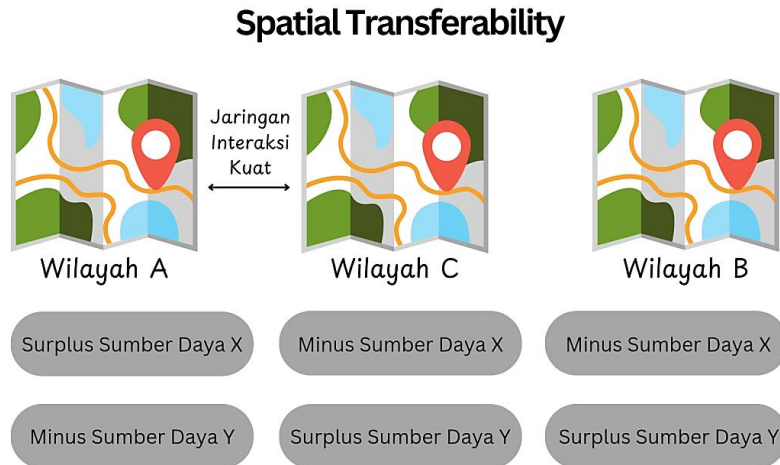 Spatial Transferability
Jaringan
Interaksi
Kuat
Wilayah A
Wilayah C
Wilayah B
Surplus Sumber Daya X
Minus Sumber Daya X
Minus Sumber Daya X
Minus Sumber Daya Y
Surplus Sumber Daya Y
Surplus Sumber Daya Y